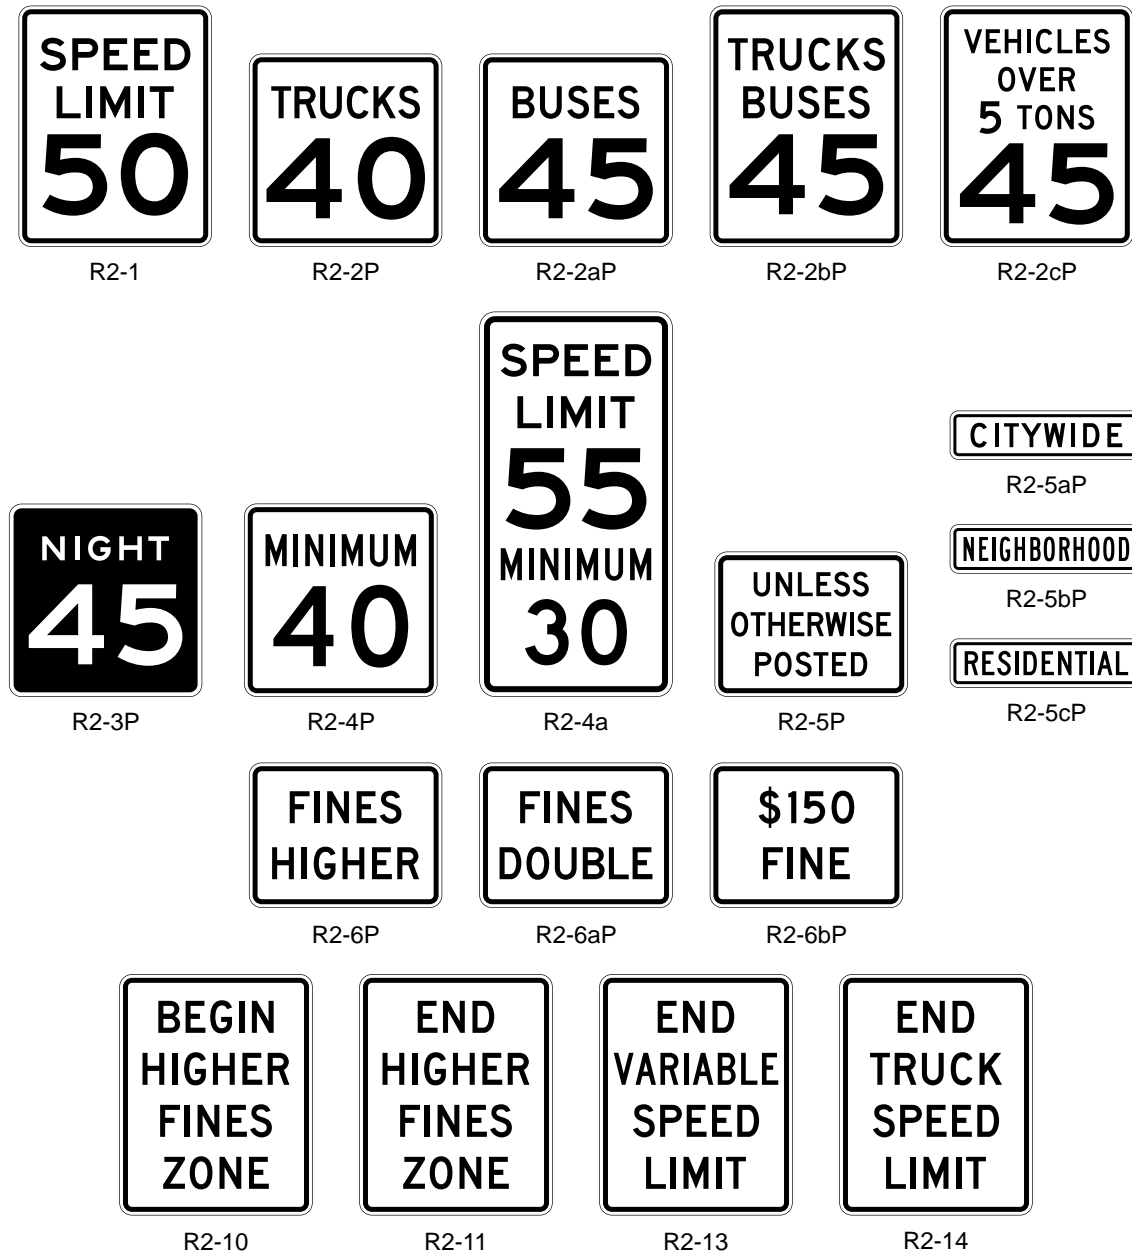 SPEED
LIMIT
50
R2-1
TRUCKS
40
R2-2P
BUSES
45
R2-2aP
TRUCKS
BUSES
45
R2-2bP
VEHICLES
OVER
5 TONS
45
R2-2cP
NIGHT
45
R2-3P
MINIMUM
40
R2-4P
SPEED
LIMIT
55
MINIMUM
30
R2-4a
UNLESS
OTHERWISE
POSTED
R2-5P
CITYWIDE
R2-5aP
NEIGHBORHOOD
R2-5bP
RESIDENTIAL
R2-5cP
FINES
HIGHER
R2-6P
FINES
DOUBLE
R2-6aP
$150
FINE
R2-6bP
BEGIN
HIGHER
FINES
ZONE
R2-10
END
HIGHER
FINES
ZONE
R2-11
END
VARIABLE
SPEED
LIMIT
R2-13
END
TRUCK
SPEED
LIMIT
R2-14